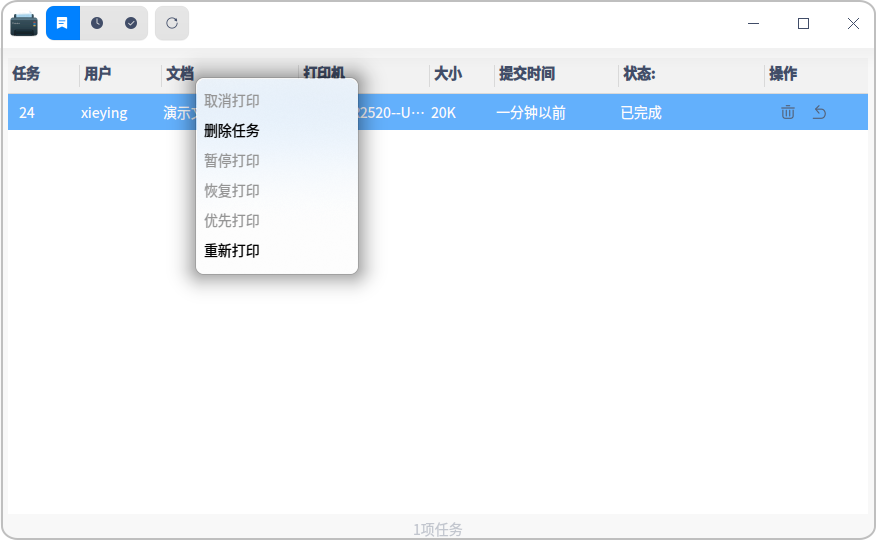 任务 用户 文档 打印机 大小 提交时间 状态: 操作
24 xieying 演示 2520--U··· 20K 一分钟以前 已完成
取消打印
删除任务
暂停打印
恢复打印
优先打印
重新打印
1项任务